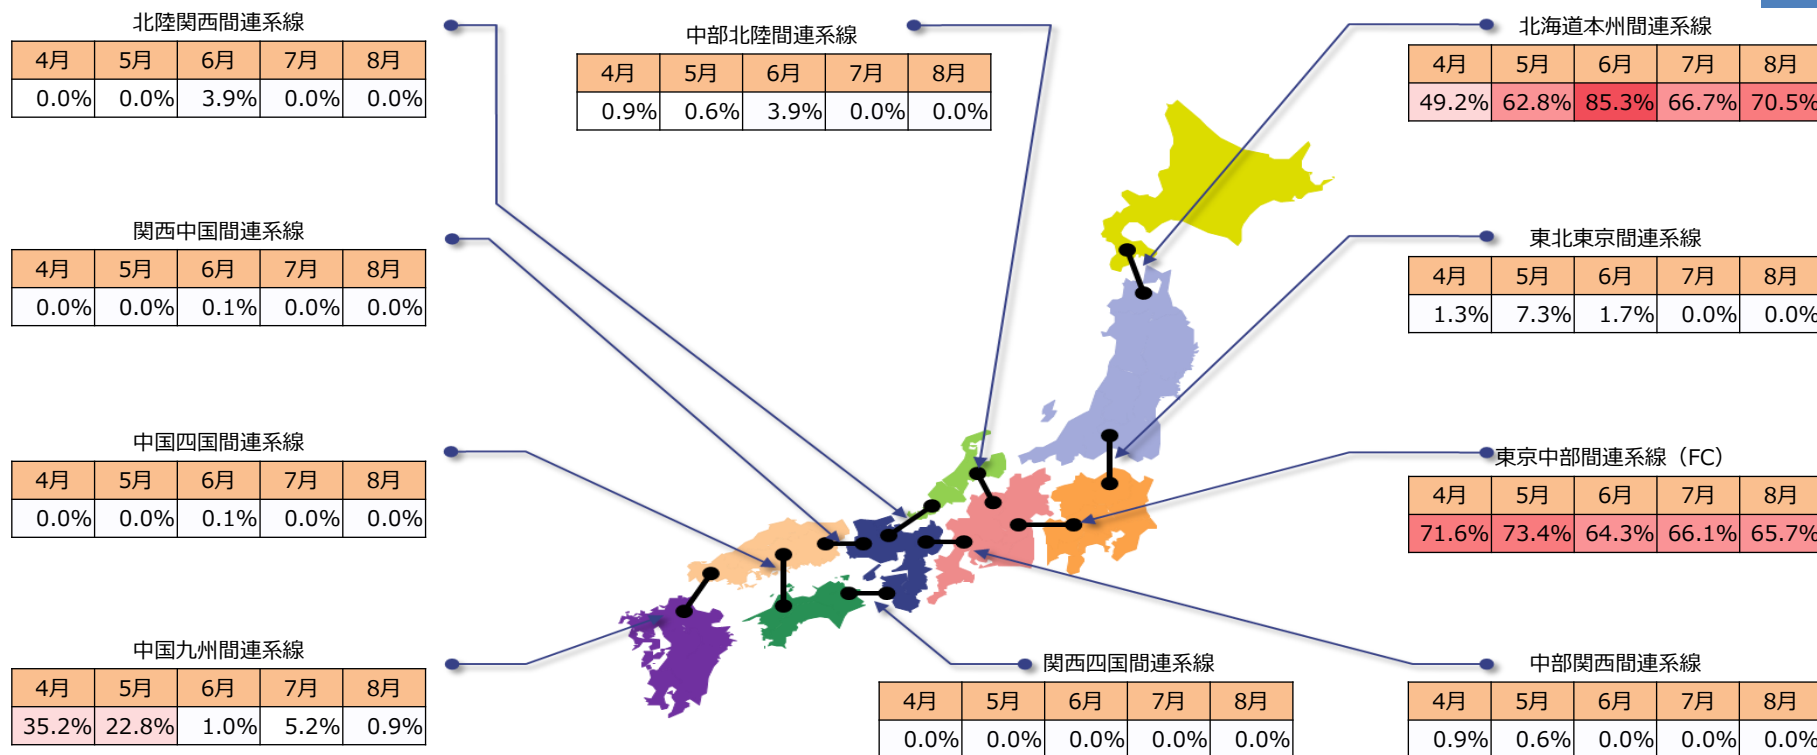 北陸関西間連系線
4月 5月 6月 7月 8月
0.0% 0.0% 3.9% 0.0% 0.0%
中部北陸間連系線
4月 5月 6月 7月 8月
0.9% 0.6% 3.9% 0.0% 0.0%
北海道本州間連系線
4月 5月 6月 7月 8月
49.2% 62.8% 85.3% 66.7% 70.5%
関西中国間連系線
4月 5月 6月 7月 8月
0.0% 0.0% 0.1% 0.0% 0.0%
東北東京間連系線
4月 5月 6月 7月 8月
1.3% 7.3% 1.7% 0.0% 0.0%
中国四国間連系線
4月 5月 6月 7月 8月
0.0% 0.0% 0.1% 0.0% 0.0%
東京中部間連系線（FC）
4月 5月 6月 7月 8月
71.6% 73.4% 64.3% 66.1% 65.7%
中国九州間連系線
4月 5月 6月 7月 8月
35.2% 22.8% 1.0% 5.2% 0.9%
関西四国間連系線
4月 5月 6月 7月 8月
0.0% 0.0% 0.0% 0.0% 0.0%
中部関西間連系線
4月 5月 6月 7月 8月
0.9% 0.6% 0.0% 0.0% 0.0%